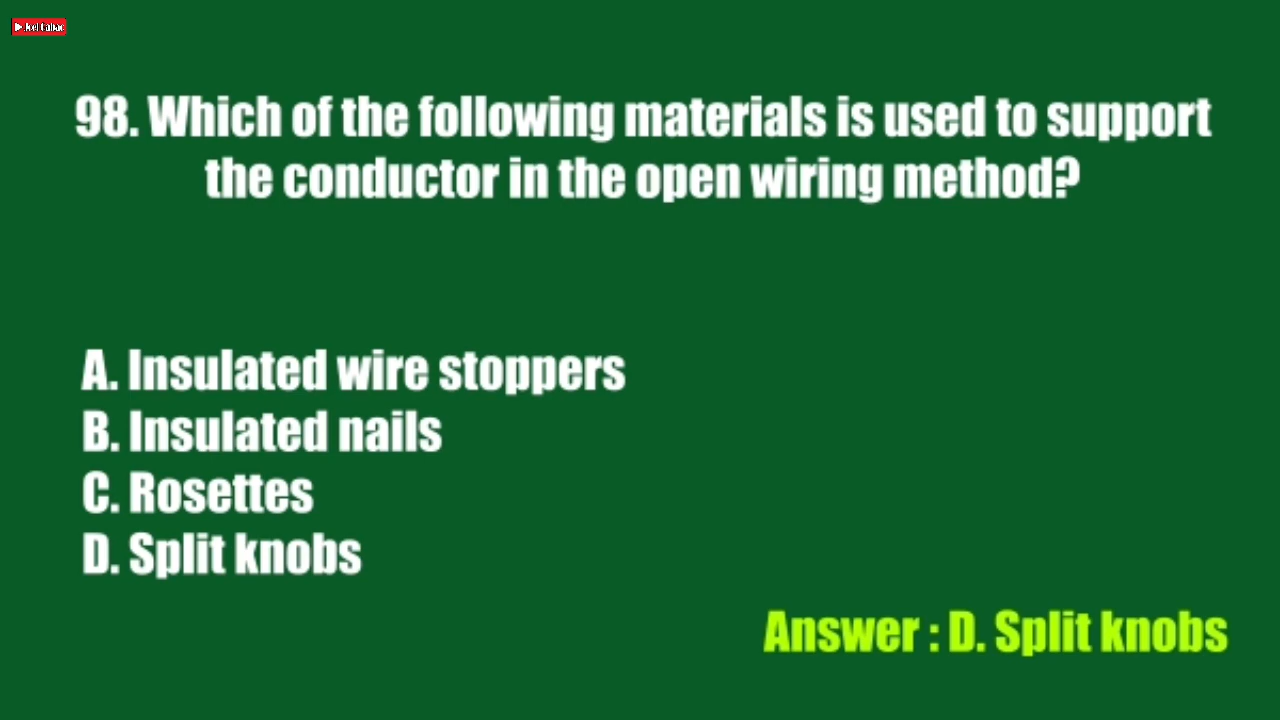 98. Which of the following materials is used to support
the conductor in the open wiring method?
A. Insulated wire stoppers
B. Insulated nails
C. Rosettes
D. Split knobs
Answer : D. Split knobs